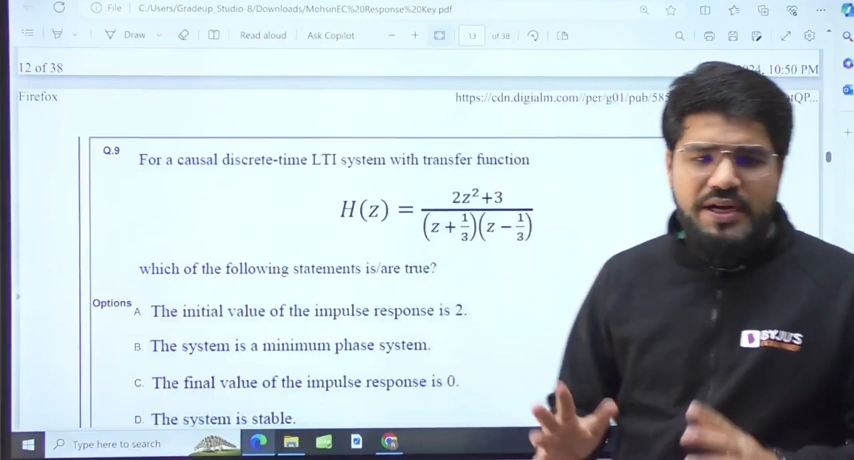 File | C:/Users/Gradeup_Studio-8/Downloads/MohsinEC%20Response%20Key.pdf
Draw Read aloud Ask Copilot 13 of 38
12 of 38 10:50 PM
Firefox https://cdn.digialm.com//per/g01/pub/585 QP...
Q.9
For a causal discrete-time LTI system with transfer function
H(z) = (2z²+3) / ((z + 1/3)(z − 1/3))
which of the following statements is/are true?
Options
A. The initial value of the impulse response is 2.
B. The system is a minimum phase system.
C. The final value of the impulse response is 0.
D. The system is stable.
BYJU'S
Type here to search